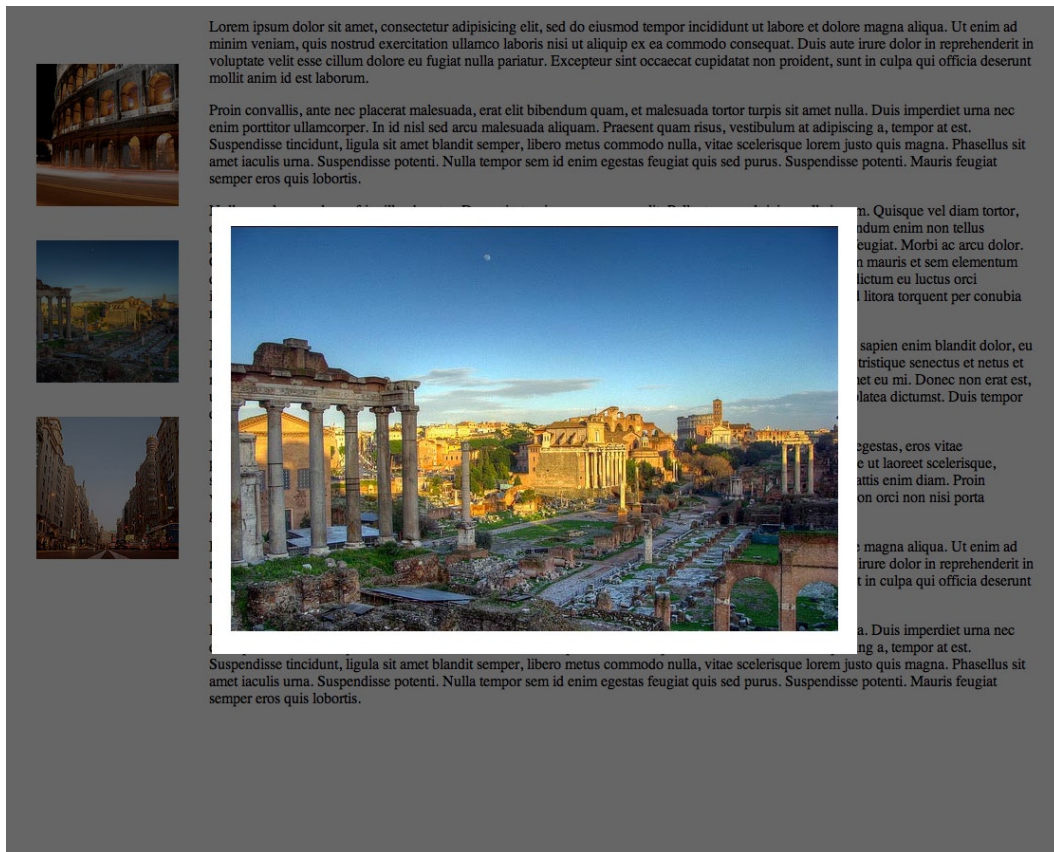 Lorem ipsum dolor sit amet, consectetur adipisicing elit, sed do eiusmod tempor incididunt ut labore et dolore magna aliqua. Ut enim ad
minim veniam, quis nostrud exercitation ullamco laboris nisi ut aliquip ex ea commodo consequat. Duis aute irure dolor in reprehenderit in
voluptate velit esse cillum dolore eu fugiat nulla pariatur. Excepteur sint occaecat cupidatat non proident, sunt in culpa qui officia deserunt
mollit anim id est laborum.
Proin convallis, ante nec placerat malesuada, erat elit bibendum quam, et malesuada tortor turpis sit amet nulla. Duis imperdiet urna nec
enim porttitor ullamcorper. In id nisl sed arcu malesuada aliquam. Praesent quam risus, vestibulum at adipiscing a, tempor at est.
Suspendisse tincidunt, ligula sit amet blandit semper, libero metus commodo nulla, vitae scelerisque lorem justo quis magna. Phasellus sit
amet iaculis urna. Suspendisse potenti. Nulla tempor sem id enim egestas feugiat quis sed purus. Suspendisse potenti. Mauris feugiat
semper eros quis lobortis.
Quisque vel diam tortor,
enim non tellus
feugiat. Morbi ac arcu dolor.
mauris et sem elementum
dictum eu luctus orci
litora torquent per conubia
sapien enim blandit dolor, eu
tristique senectus et netus et
eu mi. Donec non erat est,
platea dictumst. Duis tempor
egestas, eros vitae
ut laoreet scelerisque,
enim diam. Proin
orci non nisi porta
magna aliqua. Ut enim ad
irure dolor in reprehenderit in
in culpa qui officia deserunt
Duis imperdiet urna nec
a, tempor at est.
Suspendisse tincidunt, ligula sit amet blandit semper, libero metus commodo nulla, vitae scelerisque lorem justo quis magna. Phasellus sit
amet iaculis urna. Suspendisse potenti. Nulla tempor sem id enim egestas feugiat quis sed purus. Suspendisse potenti. Mauris feugiat
semper eros quis lobortis.